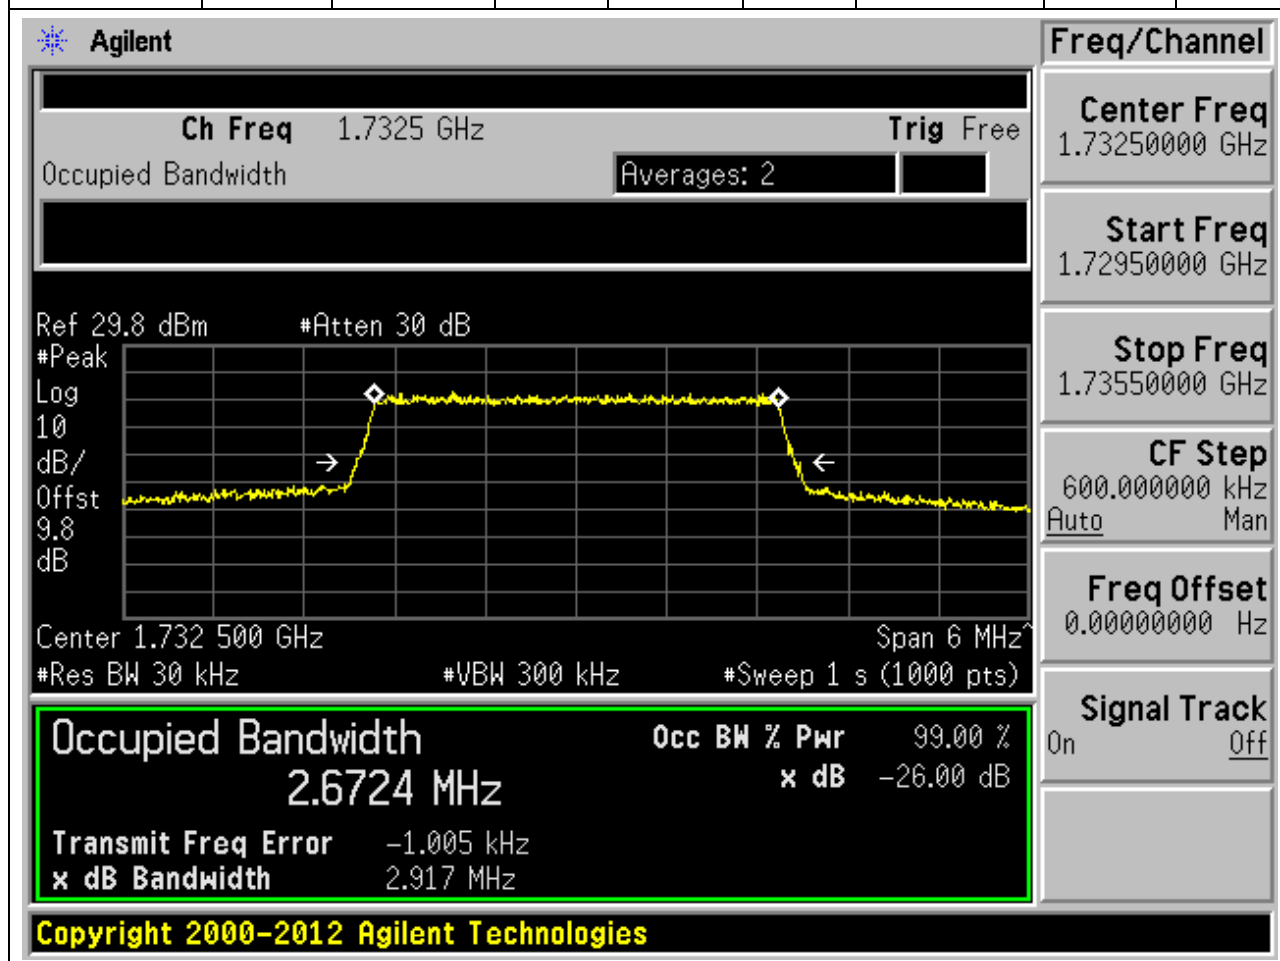 Agilent
Freq/Channel
Ch Freq 1.7325 GHz Trig Free
Occupied Bandwidth Averages: 2
Center Freq
1.73250000 GHz
Start Freq
1.72950000 GHz
Stop Freq
1.73550000 GHz
CF Step
600.000000 kHz
Auto Man
Freq Offset
0.00000000 Hz
Signal Track
On Off
Ref 29.8 dBm #Atten 30 dB
#Peak
Log
10
dB/
Offst
9.8
dB
Center 1.732 500 GHz Span 6 MHz^
#Res BW 30 kHz #VBW 300 kHz #Sweep 1 s (1000 pts)
Occupied Bandwidth Occ BW % Pwr 99.00 %
2.6724 MHz x dB -26.00 dB
Transmit Freq Error -1.005 kHz
x dB Bandwidth 2.917 MHz
Copyright 2000-2012 Agilent Technologies